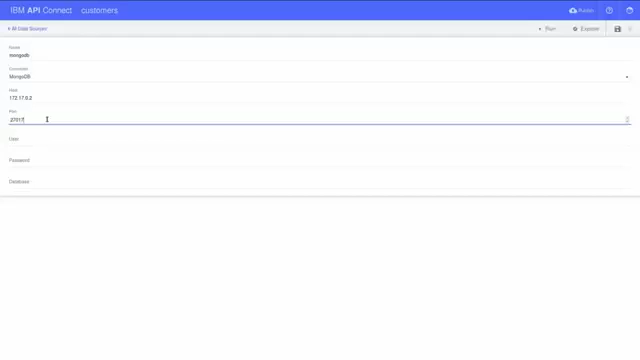 IBM API Connect customers
Publish
All Data Sources
Run Explore
Name
mongodb
Connector
MongoDB
Host
172.17.0.2
Port
27017
User
Password
Database